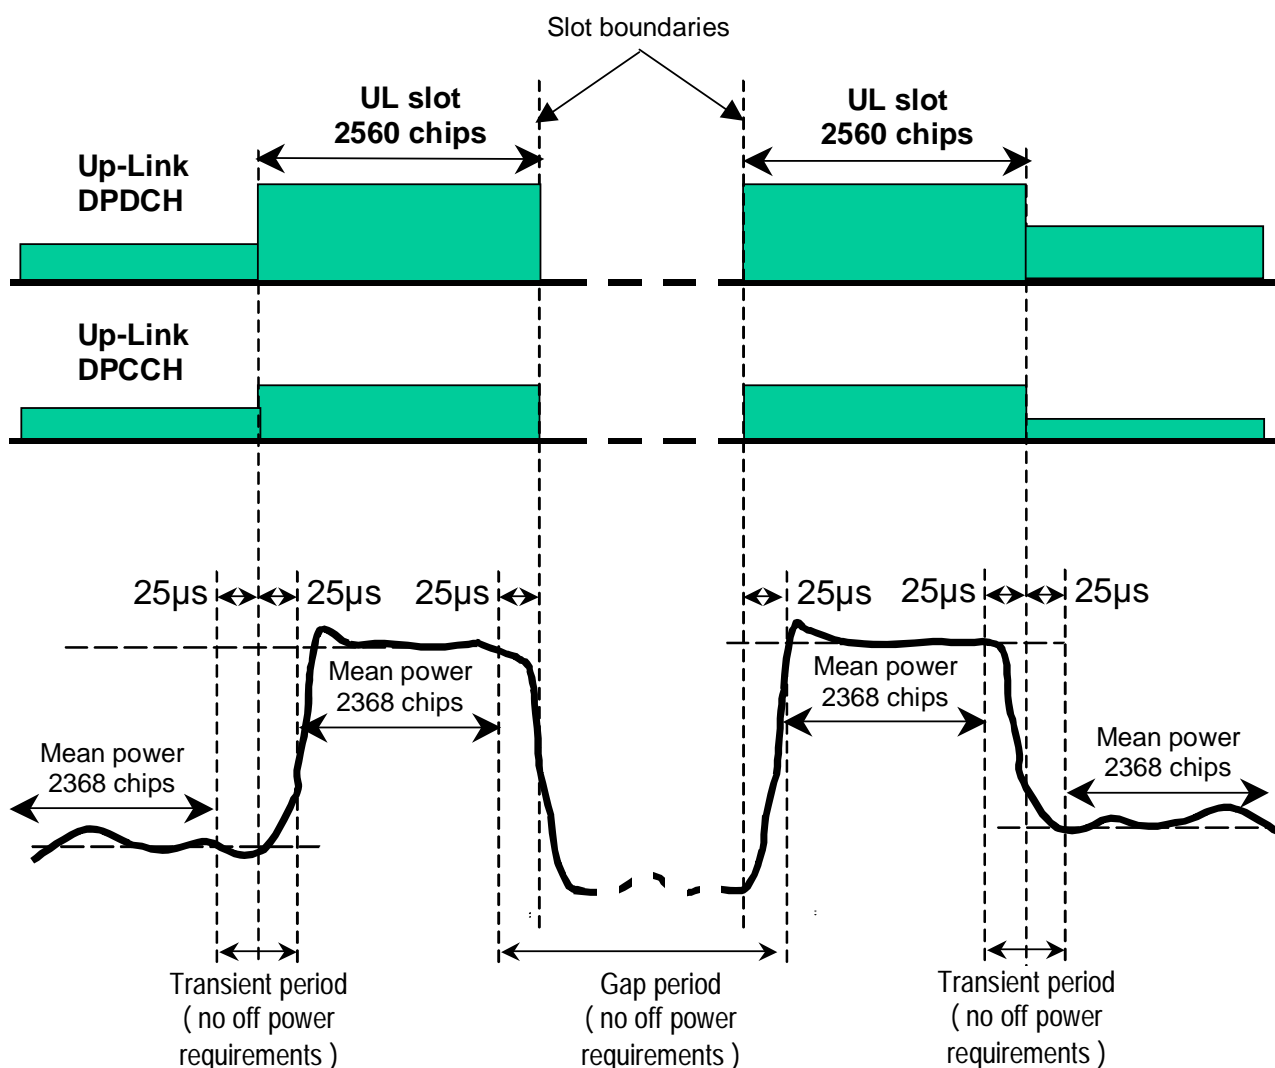 Slot boundaries
UL slot
2560 chips
UL slot
2560 chips
Up-Link
DPDCH
Up-Link
DPCCH
25µs
25µs
25µs
25µs
25µs
25µs
Mean power
2368 chips
Mean power
2368 chips
Mean power
2368 chips
Mean power
2368 chips
Transient period
( no off power
requirements )
Gap period
( no off power
requirements )
Transient period
( no off power
requirements )